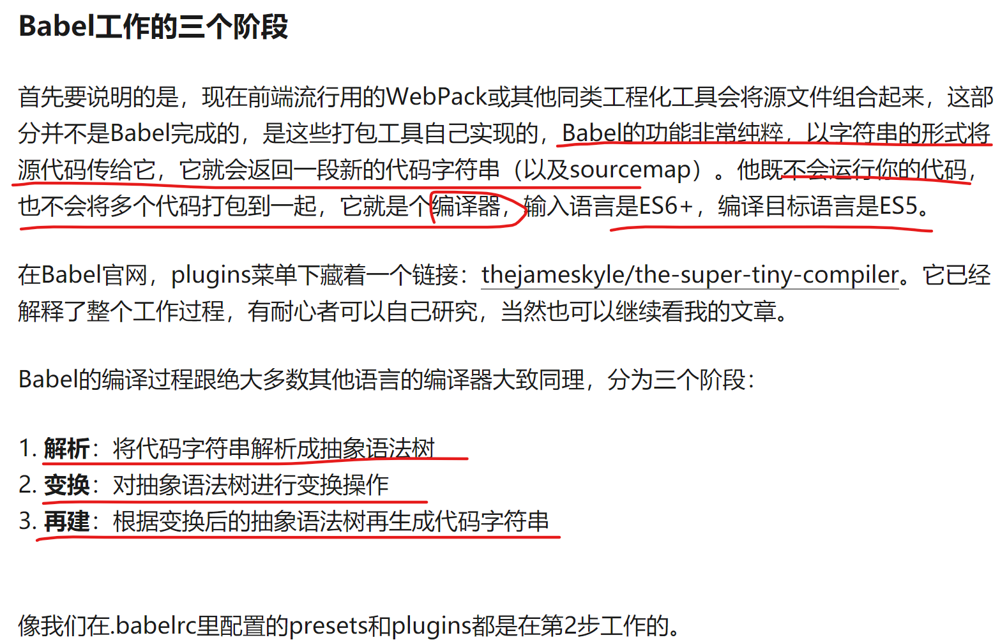 Babel工作的三个阶段
首先要说明的是，现在前端流行用的WebPack或其他同类工程化工具会将源文件组合起来，这部
分并不是Babel完成的，是这些打包工具自己实现的，Babel的功能非常纯粹，以字符串的形式将
源代码传给它，它就会返回一段新的代码字符串（以及sourcemap）。他既不会运行你的代码，
也不会将多个代码打包到一起，它就是个编译器，输入语言是ES6+，编译目标语言是ES5。
在Babel官网，plugins菜单下藏着一个链接：thejameskyle/the-super-tiny-compiler。它已经
解释了整个工作过程，有耐心者可以自己研究，当然也可以继续看我的文章。
Babel的编译过程跟绝大多数其他语言的编译器大致同理，分为三个阶段：
1. 解析：将代码字符串解析成抽象语法树
2. 变换：对抽象语法树进行变换操作
3. 再建：根据变换后的抽象语法树再生成代码字符串
像我们在.babelrc里配置的presets和plugins都是在第2步工作的。